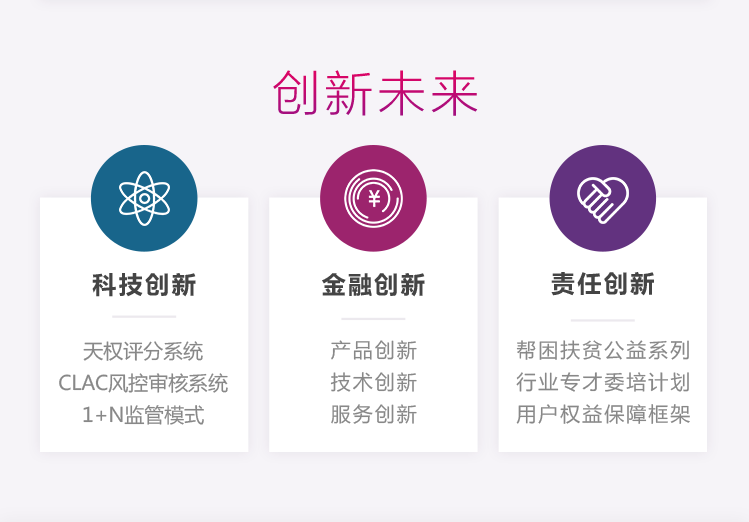 创新未来
科技创新
天权评分系统
CLAC风控审核系统
1+N监管模式
金融创新
产品创新
技术创新
服务创新
责任创新
帮困扶贫公益系列
行业专才委培计划
用户权益保障框架